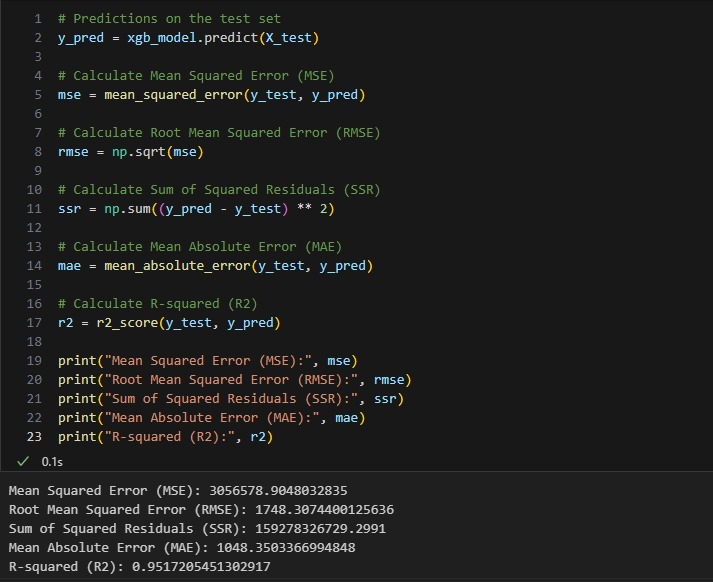 1 # Predictions on the test set
2 y_pred = xgb_model.predict(X_test)
3
4 # Calculate Mean Squared Error (MSE)
5 mse = mean_squared_error(y_test, y_pred)
6
7 # Calculate Root Mean Squared Error (RMSE)
8 rmse = np.sqrt(mse)
9
10 # Calculate Sum of Squared Residuals (SSR)
11 ssr = np.sum((y_pred - y_test) ** 2)
12
13 # Calculate Mean Absolute Error (MAE)
14 mae = mean_absolute_error(y_test, y_pred)
15
16 # Calculate R-squared (R2)
17 r2 = r2_score(y_test, y_pred)
18
19 print("Mean Squared Error (MSE):", mse)
20 print("Root Mean Squared Error (RMSE):", rmse)
21 print("Sum of Squared Residuals (SSR):", ssr)
22 print("Mean Absolute Error (MAE):", mae)
23 print("R-squared (R2):", r2)
✓ 0.1s
Mean Squared Error (MSE): 3056578.9048032835
Root Mean Squared Error (RMSE): 1748.3074400125636
Sum of Squared Residuals (SSR): 159278326729.2991
Mean Absolute Error (MAE): 1048.3503366994848
R-squared (R2): 0.9517205451302917